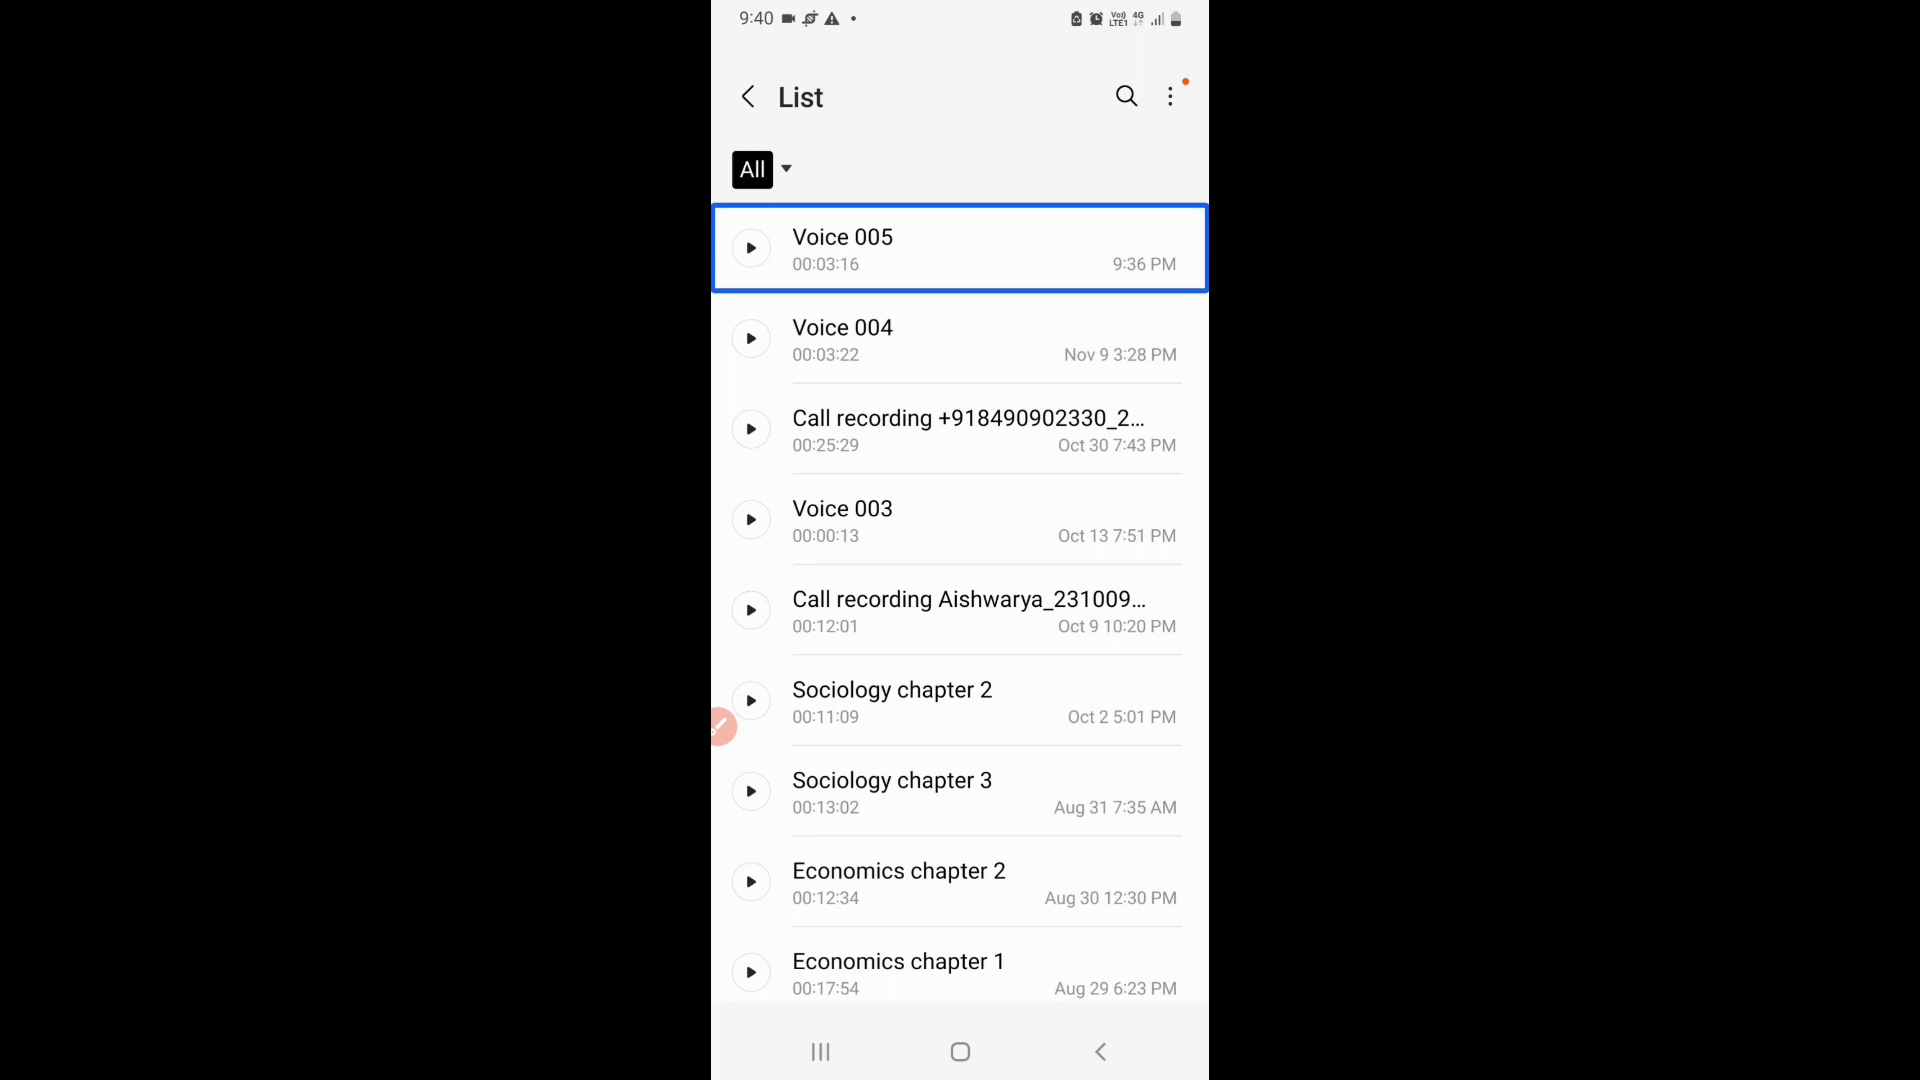 9:40
Vo) LTE1 4G
List
All
Voice 005
00:03:16 9:36 PM
Voice 004
00:03:22 Nov 9 3:28 PM
Call recording +918490902330_2...
00:25:29 Oct 30 7:43 PM
Voice 003
00:00:13 Oct 13 7:51 PM
Call recording Aishwarya_231009...
00:12:01 Oct 9 10:20 PM
Sociology chapter 2
00:11:09 Oct 2 5:01 PM
Sociology chapter 3
00:13:02 Aug 31 7:35 AM
Economics chapter 2
00:12:34 Aug 30 12:30 PM
Economics chapter 1
00:17:54 Aug 29 6:23 PM